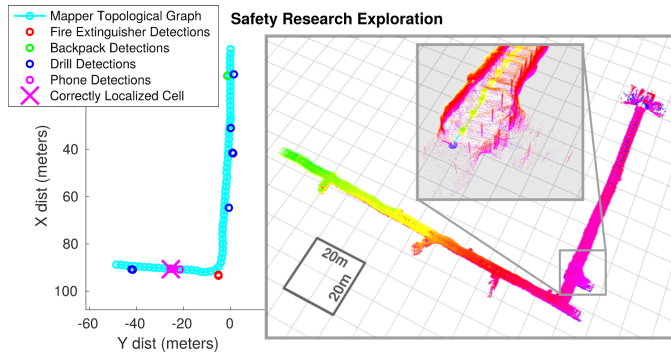 Safety Research Exploration
Mapper Topological Graph
Fire Extinguisher Detections
Backpack Detections
Drill Detections
Phone Detections
Correctly Localized Cell
X dist (meters)
40
60
80
100
-60
-40
-20
0
Y dist (meters)
20m
20m